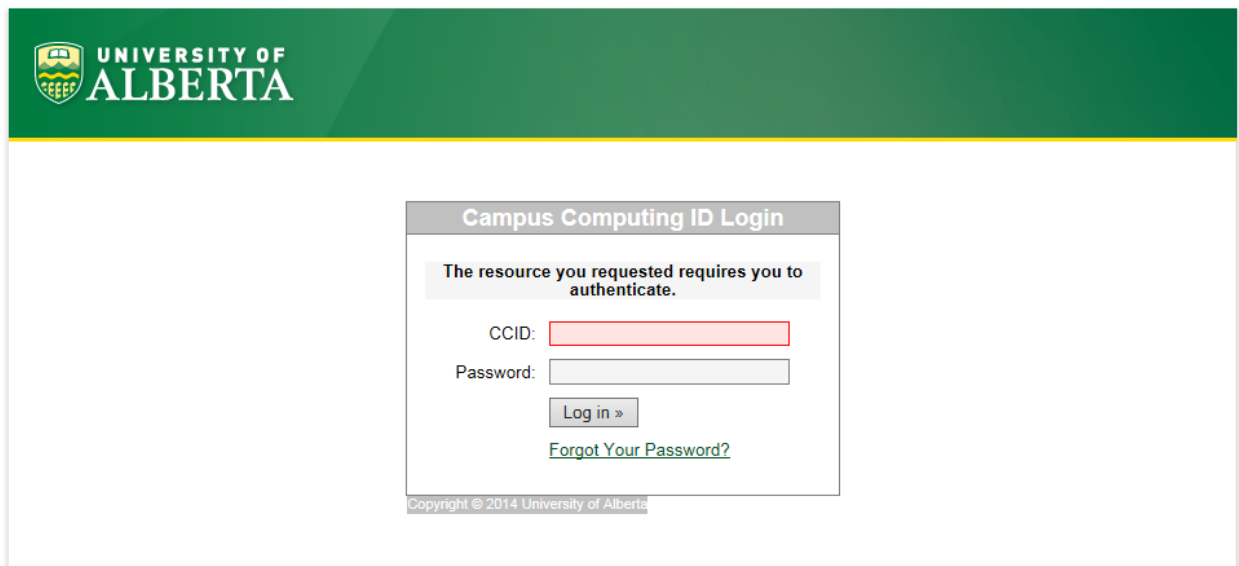 UNIVERSITY OF
ALBERTA
Campus Computing ID Login
The resource you requested requires you to
authenticate.
CCID:
Password:
Log in »
Forgot Your Password?
Copyright © 2014 University of Alberta